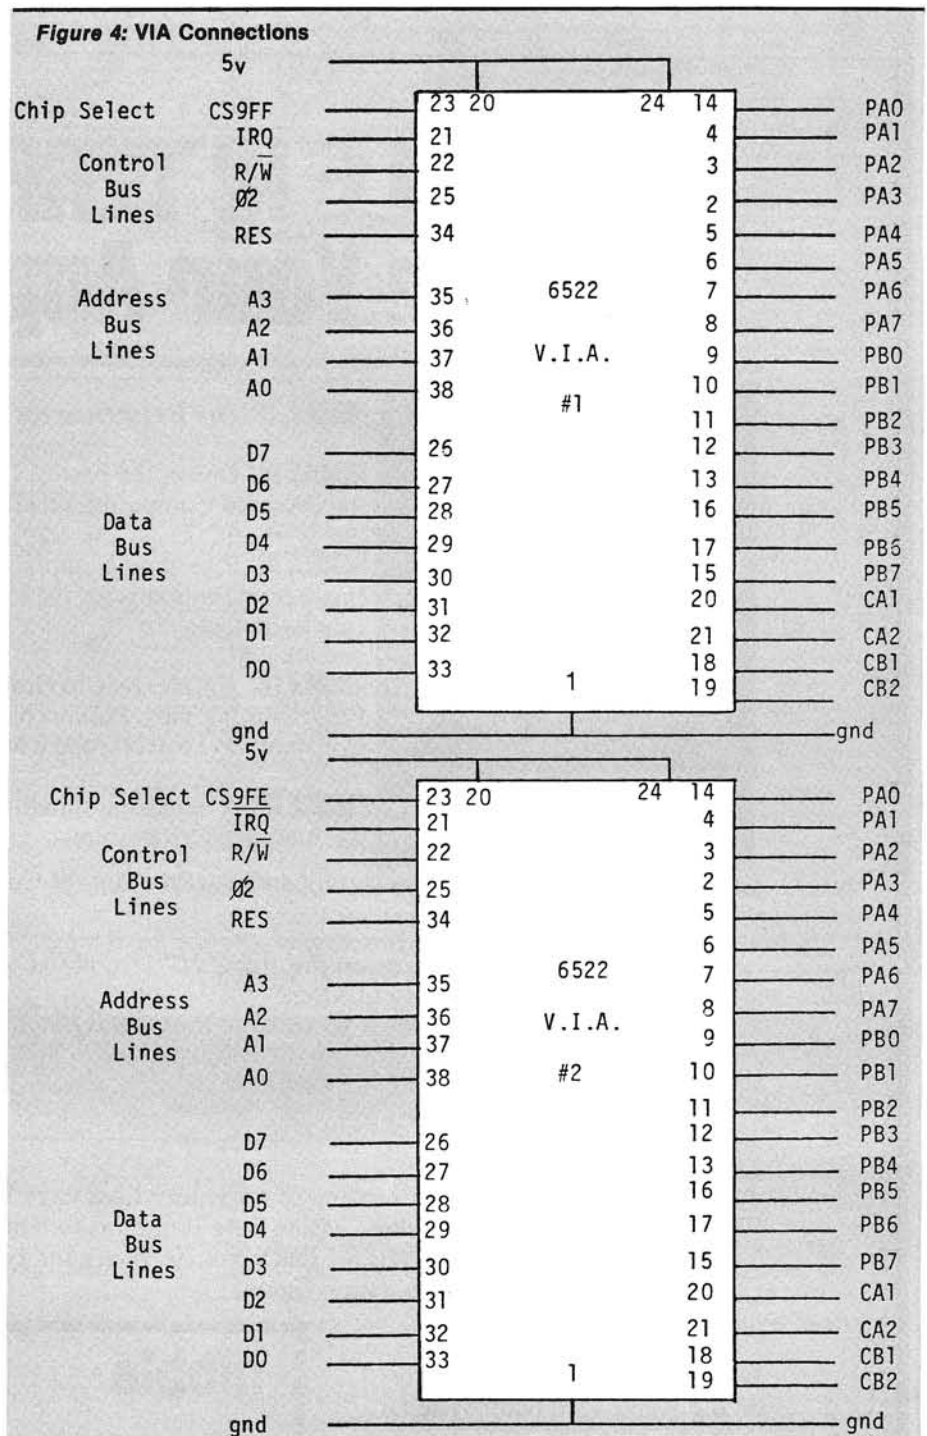 Figure 4: VIA Connections
5v
23 20 24 14
Chip Select CS9FF PA0
IRQ 21 4 PA1
Control R/W̅ 22 3 PA2
Bus Ø2 25 2 PA3
Lines
RES 34 5 PA4
6 PA5
Address A3 35 6522 7 PA6
Bus A2 36 8 PA7
Lines A1 37 V.I.A. 9 PB0
A0 38 #1 10 PB1
11 PB2
D7 26 12 PB3
D6 27 13 PB4
Data D5 28 16 PB5
Bus D4 29 17 PB6
Lines D3 30 15 PB7
D2 31 20 CA1
D1 32 21 CA2
D0 33 18 CB1
1 19 CB2
gnd gnd
5v
Chip Select CS9FE 23 20 24 14 PA0
I̅R̅Q̅ 21 4 PA1
Control R/W̅ 22 3 PA2
Bus Ø2 25 2 PA3
Lines RES 34 5 PA4
6 PA5
Address A3 35 6522 7 PA6
Bus A2 36 V.I.A. 8 PA7
Lines A1 37 9 PB0
A0 38 #2 10 PB1
11 PB2
D7 26 12 PB3
D6 27 13 PB4
D5 28 16 PB5
Data D4 29 17 PB6
Bus
Lines D3 30 15 PB7
D2 31 20 CA1
D1 32 21 CA2
D0 33 18 CB1
1 19 CB2
gnd gnd